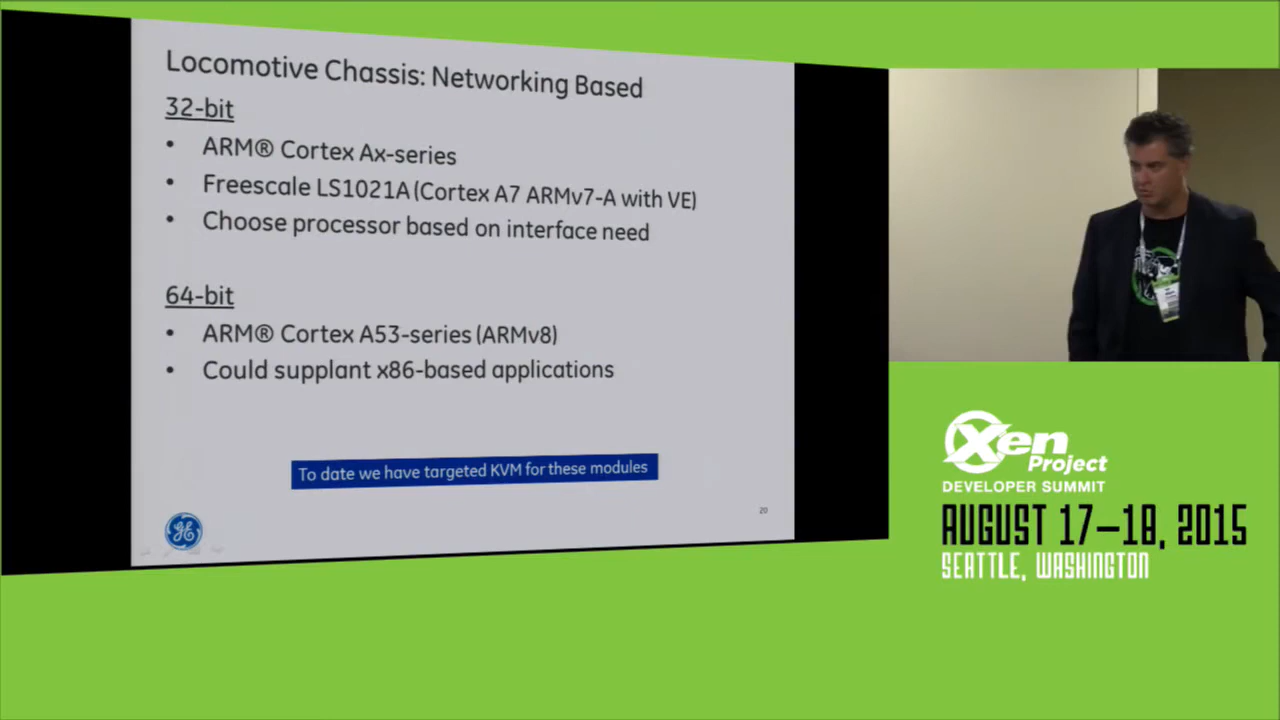 Locomotive Chassis: Networking Based
32-bit
• ARM® Cortex Ax-series
• Freescale LS1021A (Cortex A7 ARMv7-A with VE)
• Choose processor based on interface need
64-bit
• ARM® Cortex A53-series (ARMv8)
• Could supplant x86-based applications
To date we have targeted KVM for these modules
20
GE
Xen
Project
DEVELOPER SUMMIT
AUGUST 17–18, 2015
SEATTLE, WASHINGTON